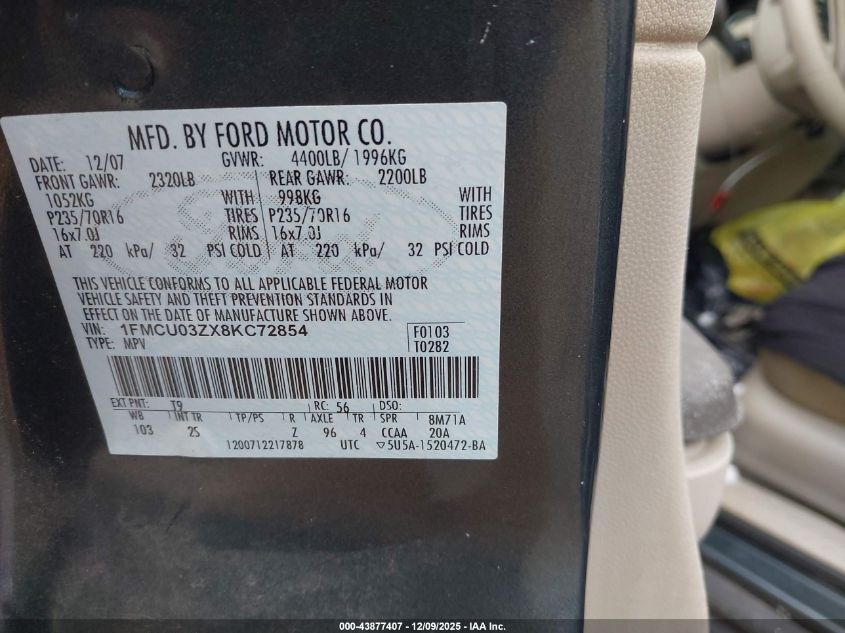 MFD. BY FORD MOTOR CO.
DATE: 12/07 GVWR: 4400LB/ 1996KG
FRONT GAWR: 2320LB REAR GAWR: 2200LB
1052KG WITH 998KG WITH
P235/70R16 TIRES P235/70R16 TIRES
16x7.0J RIMS 16x7.0J RIMS
AT 220 kPa/ 32 PSI COLD AT 220 kPa/ 32 PSI COLD
THIS VEHICLE CONFORMS TO ALL APPLICABLE FEDERAL MOTOR
VEHICLE SAFETY AND THEFT PREVENTION STANDARDS IN
EFFECT ON THE DATE OF MANUFACTURE SHOWN ABOVE.
VIN: 1FMCU03ZX8KC72854 F0103
TYPE: MPV T0282
EXT PNT: T9 RC: 56 DSO:
WB INT TR TP/PS R AXLE TR SPR 8M71A
103 2S Z 96 4 CCAA 20A
1200712217878 UTC ▽5U5A-1520472-BA
000-43877407 - 12/09/2025 - IAA Inc.